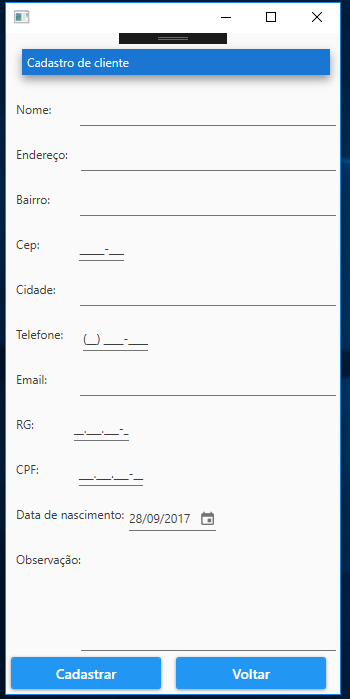 Cadastro de cliente
Nome:
Endereço:
Bairro:
Cep: _____-___
Cidade:
Telefone: (__) ____-____
Email:
RG: __.___.___-_
CPF: ___.___.___-__
Data de nascimento: 28/09/2017
Observação:
Cadastrar Voltar